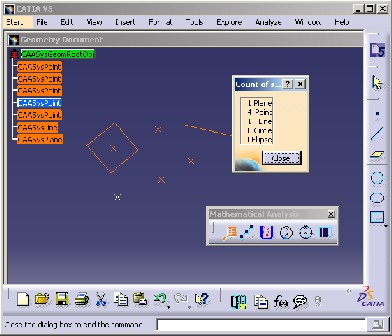 CATIA V5
Start File Edit View Insert Format Tools Explore Analyze Window Help
Geometry Document
CAASysGeomRootObj
CAASysPoint
CAASysPoint
CAASysPoint
CAASysPoint
CAASysPoint
CAASysLine
CAASysPlane
Count of s...
1 Plane
4 Point
1 Line
1 Circle
1 Ellipse
Close
Mathematical Analysis
CATIA
Close the dialog box to end the command